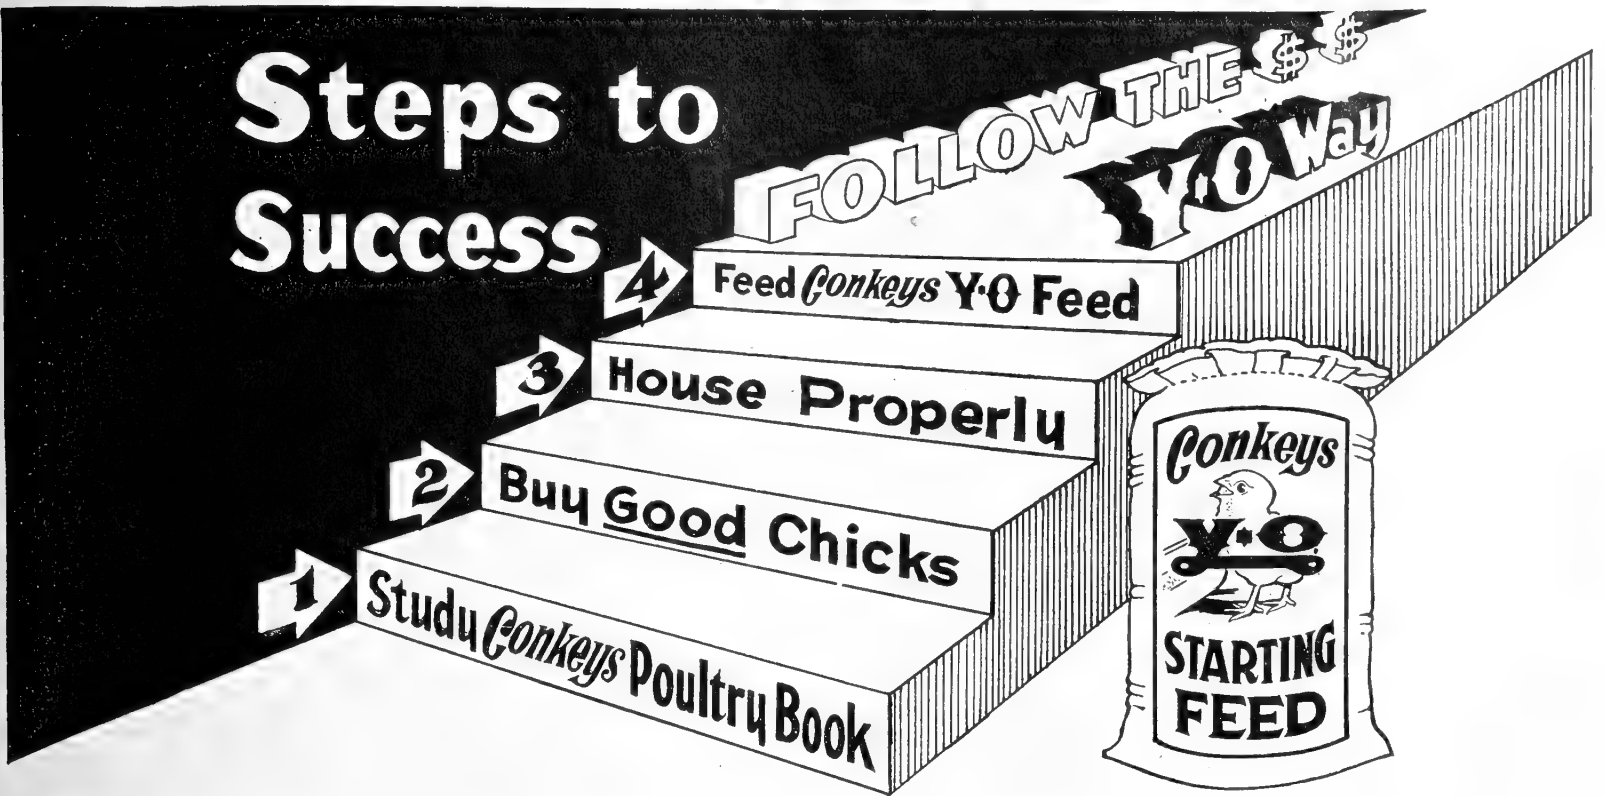 Steps to
Success
FOLLOW THE $ $
Y-O Way
4 Feed Conkeys Y-O Feed
3 House Properly
2 Buy Good Chicks
1 Study Conkeys Poultry Book
Conkeys
Y-O
STARTING
FEED